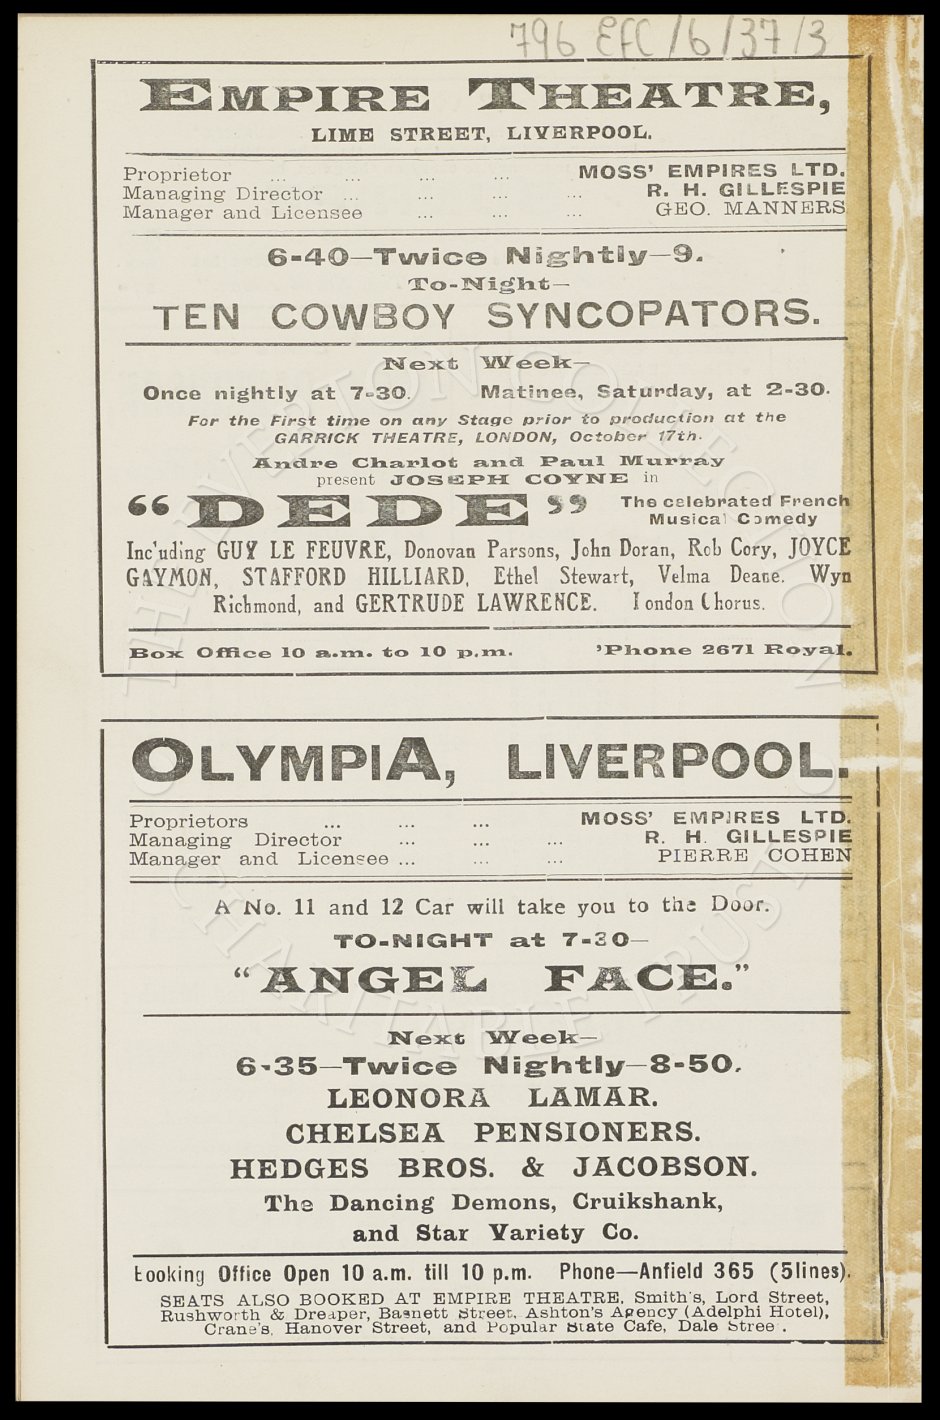 796 EFC/6/37/3
EMPIRE THEATRE,
LIME STREET, LIVERPOOL.
Proprietor ... ... ... ... MOSS' EMPIRES LTD.
Managing Director ... ... ... ... R. H. GILLESPIE
Manager and Licensee ... ... ... GEO. MANNERS
6-40—Twice Nightly—9.
To-Night—
TEN COWBOY SYNCOPATORS.
Next Week—
Once nightly at 7-30. Matinee, Saturday, at 2-30.
For the First time on any Stage prior to production at the
GARRICK THEATRE, LONDON, October 17th.
Andre Charlot and Paul Murray
present JOSEPH COYNE in
"DEDE" The celebrated French
Musical Comedy
Inc'uding GUY LE FEUVRE, Donovan Parsons, John Doran, Rob Cory, JOYCE
GAYMON, STAFFORD HILLIARD, Ethel Stewart, Velma Deane. Wyn
Richmond, and GERTRUDE LAWRENCE. London Chorus.
Box Office 10 a.m. to 10 p.m. 'Phone 2671 Royal.
OLYMPIA, LIVERPOOL.
Proprietors ... ... ... MOSS' EMPIRES LTD.
Managing Director ... ... ... R. H. GILLESPIE
Manager and Licensee ... ... ... PIERRE COHEN
A No. 11 and 12 Car will take you to the Door.
TO-NIGHT at 7-30—
"ANGEL FACE."
Next Week—
6-35—Twice Nightly—8-50.
LEONORA LAMAR.
CHELSEA PENSIONERS.
HEDGES BROS. & JACOBSON.
The Dancing Demons, Cruikshank,
and Star Variety Co.
Booking Office Open 10 a.m. till 10 p.m. Phone—Anfield 365 (5 lines).
SEATS ALSO BOOKED AT EMPIRE THEATRE, Smith's, Lord Street,
Rushworth & Dreaper, Basnett Street, Ashton's Agency (Adelphi Hotel),
Crane's, Hanover Street, and Popular State Cafe, Dale Stree .
THE EVERTON COLLECTION
CHARITABLE TRUST